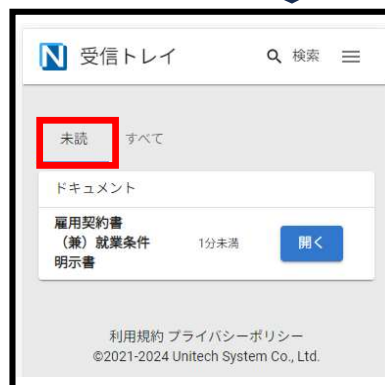 受信トレイ 検索
未読 すべて
ドキュメント
雇用契約書
（兼）就業条件
明示書
1分未満
開く
利用規約 プライバシーポリシー
©2021-2024 Unitech System Co., Ltd.